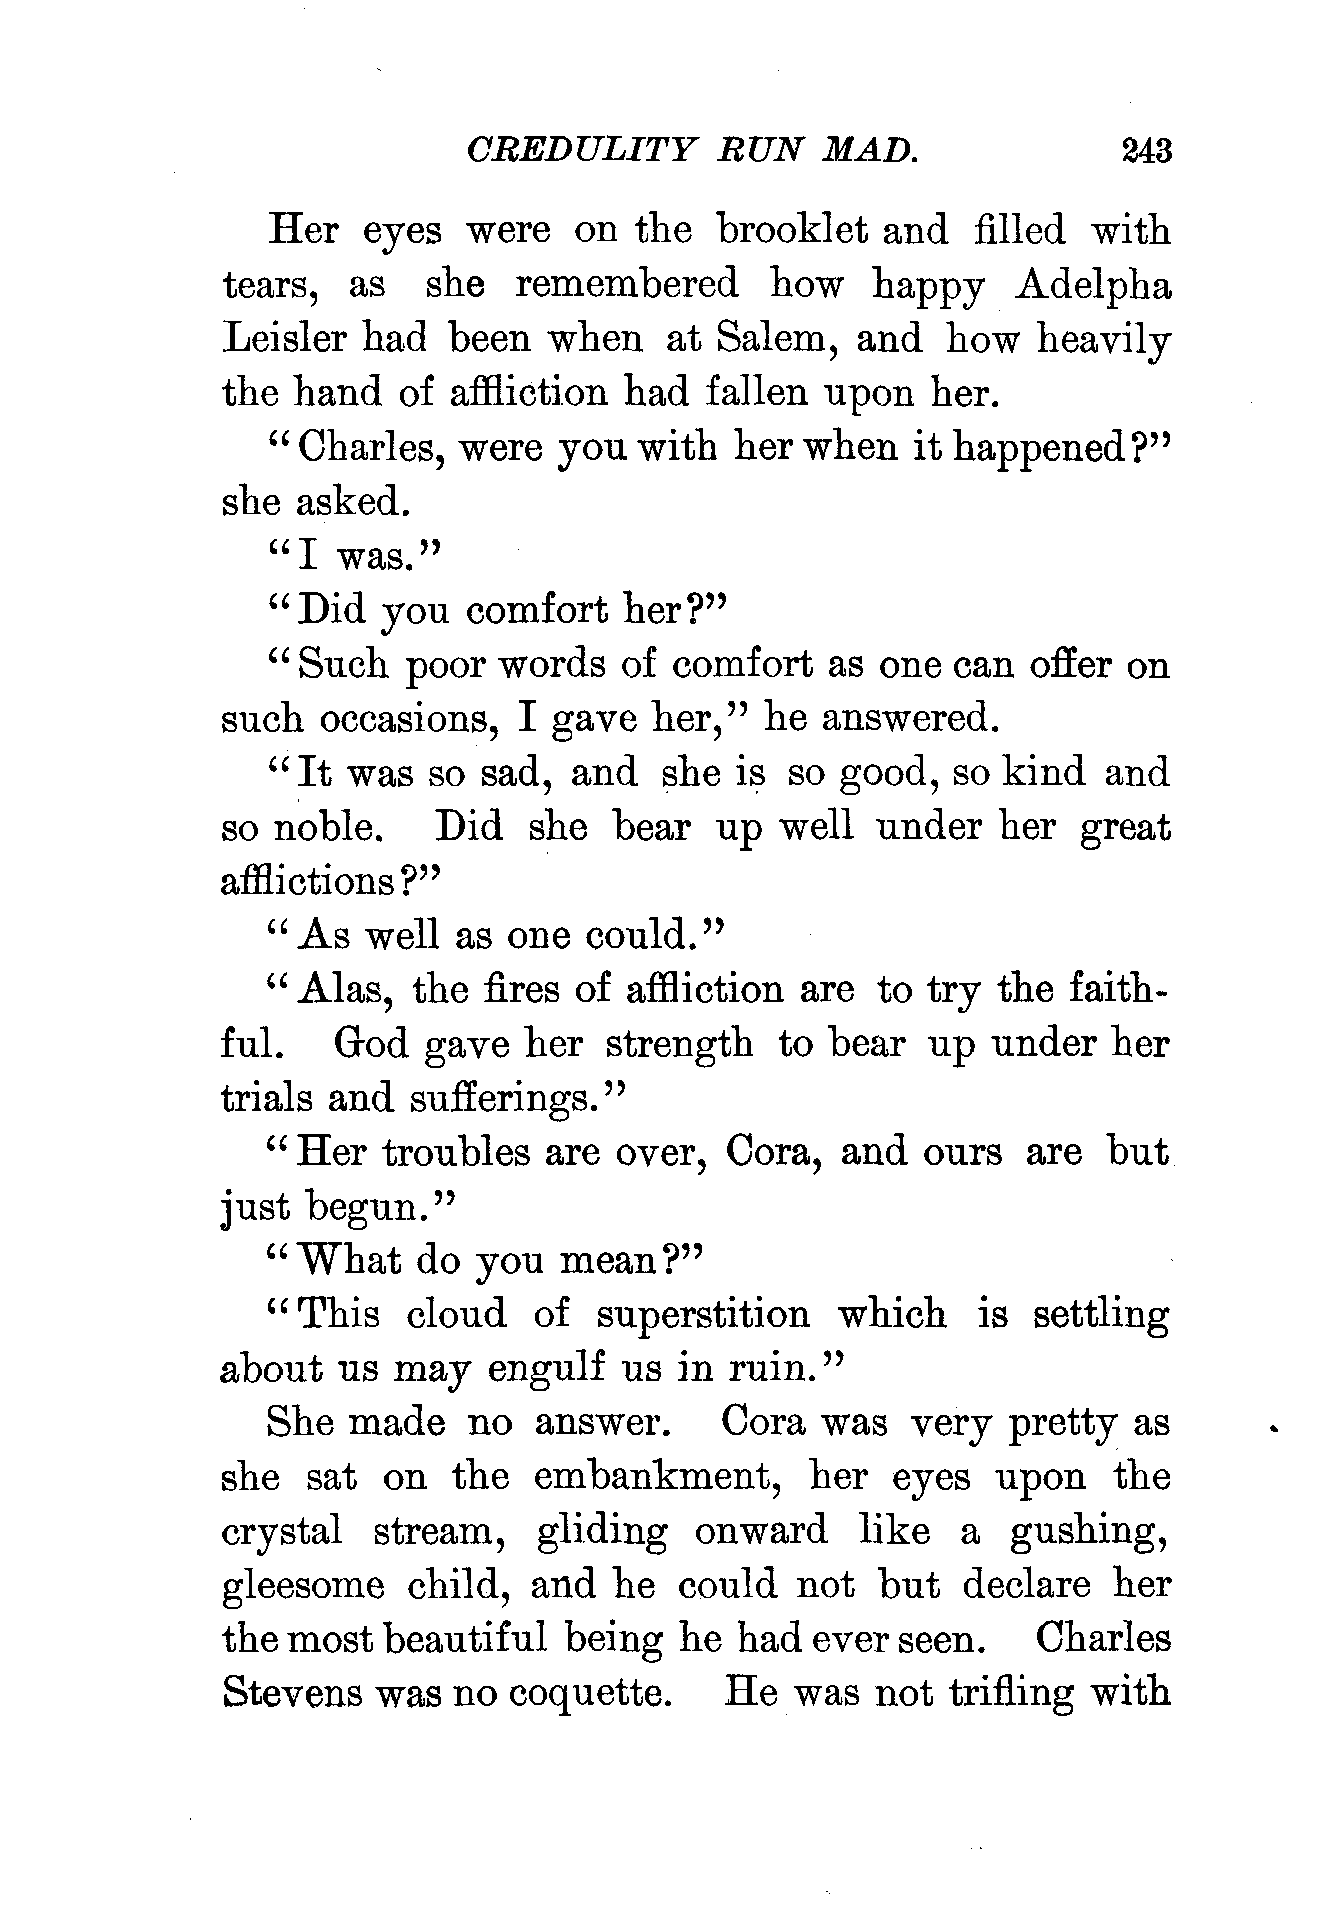 CREDULITY RUN MAD. 243
Her eyes were on the brooklet and filled with
tears, as she remembered how happy Adelpha
Leisler had been when at Salem, and how heavily
the hand of affliction had fallen upon her.
"Charles, were you with her when it happened?"
she asked.
"I was."
"Did you comfort her?"
"Such poor words of comfort as one can offer on
such occasions, I gave her," he answered.
"It was so sad, and she is so good, so kind and
so noble. Did she bear up well under her great
afflictions?"
"As well as one could."
"Alas, the fires of affliction are to try the faith-
ful. God gave her strength to bear up under her
trials and sufferings."
"Her troubles are over, Cora, and ours are but
just begun."
"What do you mean?"
"This cloud of superstition which is settling
about us may engulf us in ruin."
She made no answer. Cora was very pretty as
she sat on the embankment, her eyes upon the
crystal stream, gliding onward like a gushing,
gleesome child, and he could not but declare her
the most beautiful being he had ever seen. Charles
Stevens was no coquette. He was not trifling with